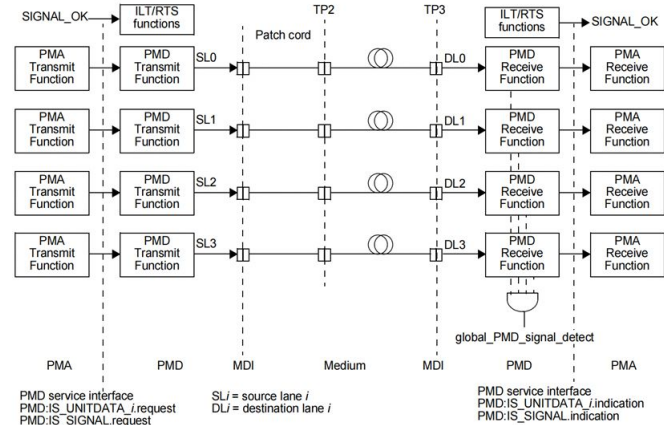 SIGNAL_OK
ILT/RTS
functions
Patch cord
TP2
TP3
ILT/RTS
functions
SIGNAL_OK
PMA
Transmit
Function
PMD
Transmit
Function
SL0
DL0
PMD
Receive
Function
PMA
Receive
Function
PMA
Transmit
Function
PMD
Transmit
Function
SL1
DL1
PMD
Receive
Function
PMA
Receive
Function
PMA
Transmit
Function
PMD
Transmit
Function
SL2
DL2
PMD
Receive
Function
PMA
Receive
Function
PMA
Transmit
Function
PMD
Transmit
Function
SL3
DL3
PMD
Receive
Function
PMA
Receive
Function
global_PMD_signal_detect
PMA
PMD
MDI
Medium
MDI
PMD
PMA
PMD service interface
PMD:IS_UNITDATA_i.request
PMD:IS_SIGNAL.request
SLi = source lane i
DLi = destination lane i
PMD service interface
PMD:IS_UNITDATA_i.indication
PMD:IS_SIGNAL.indication